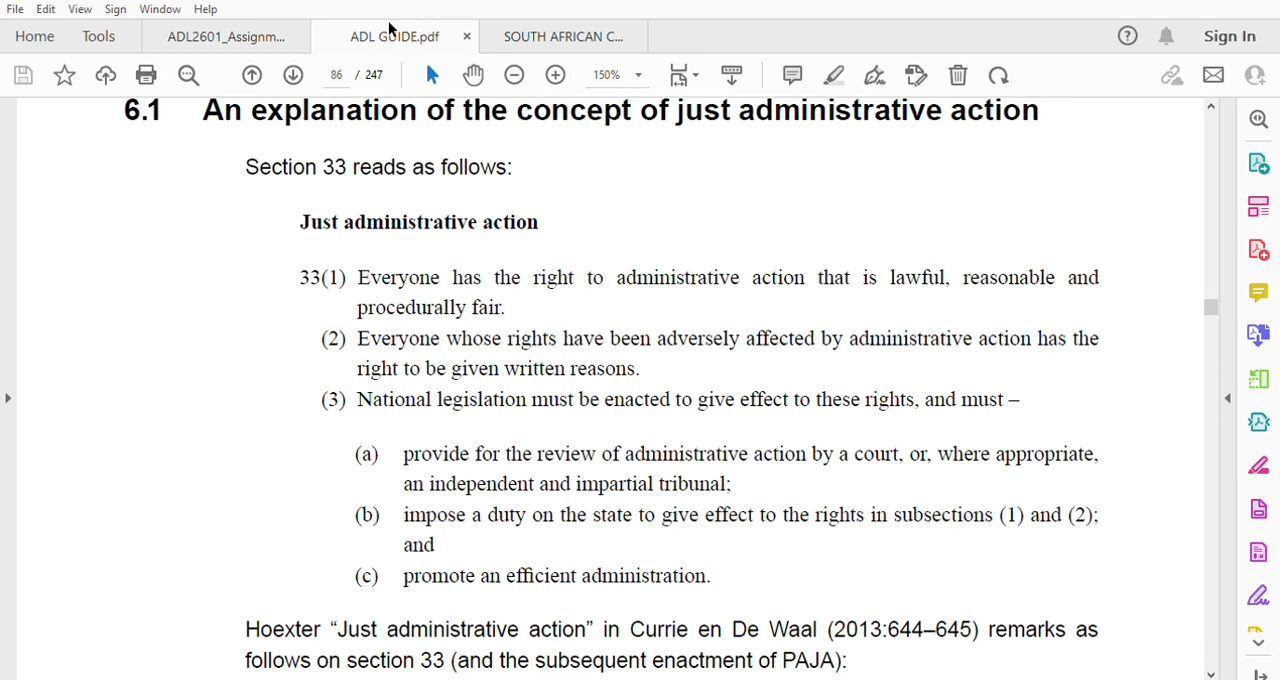 File Edit View Sign Window Help
Home Tools ADL2601_Assignm... ADL GUIDE.pdf × SOUTH AFRICAN C... Sign In
86 / 247 150%
6.1 An explanation of the concept of just administrative action
Section 33 reads as follows:
Just administrative action
33(1) Everyone has the right to administrative action that is lawful, reasonable and
procedurally fair.
(2) Everyone whose rights have been adversely affected by administrative action has the
right to be given written reasons.
(3) National legislation must be enacted to give effect to these rights, and must –
(a) provide for the review of administrative action by a court, or, where appropriate,
an independent and impartial tribunal;
(b) impose a duty on the state to give effect to the rights in subsections (1) and (2);
and
(c) promote an efficient administration.
Hoexter “Just administrative action” in Currie en De Waal (2013:644–645) remarks as
follows on section 33 (and the subsequent enactment of PAJA):